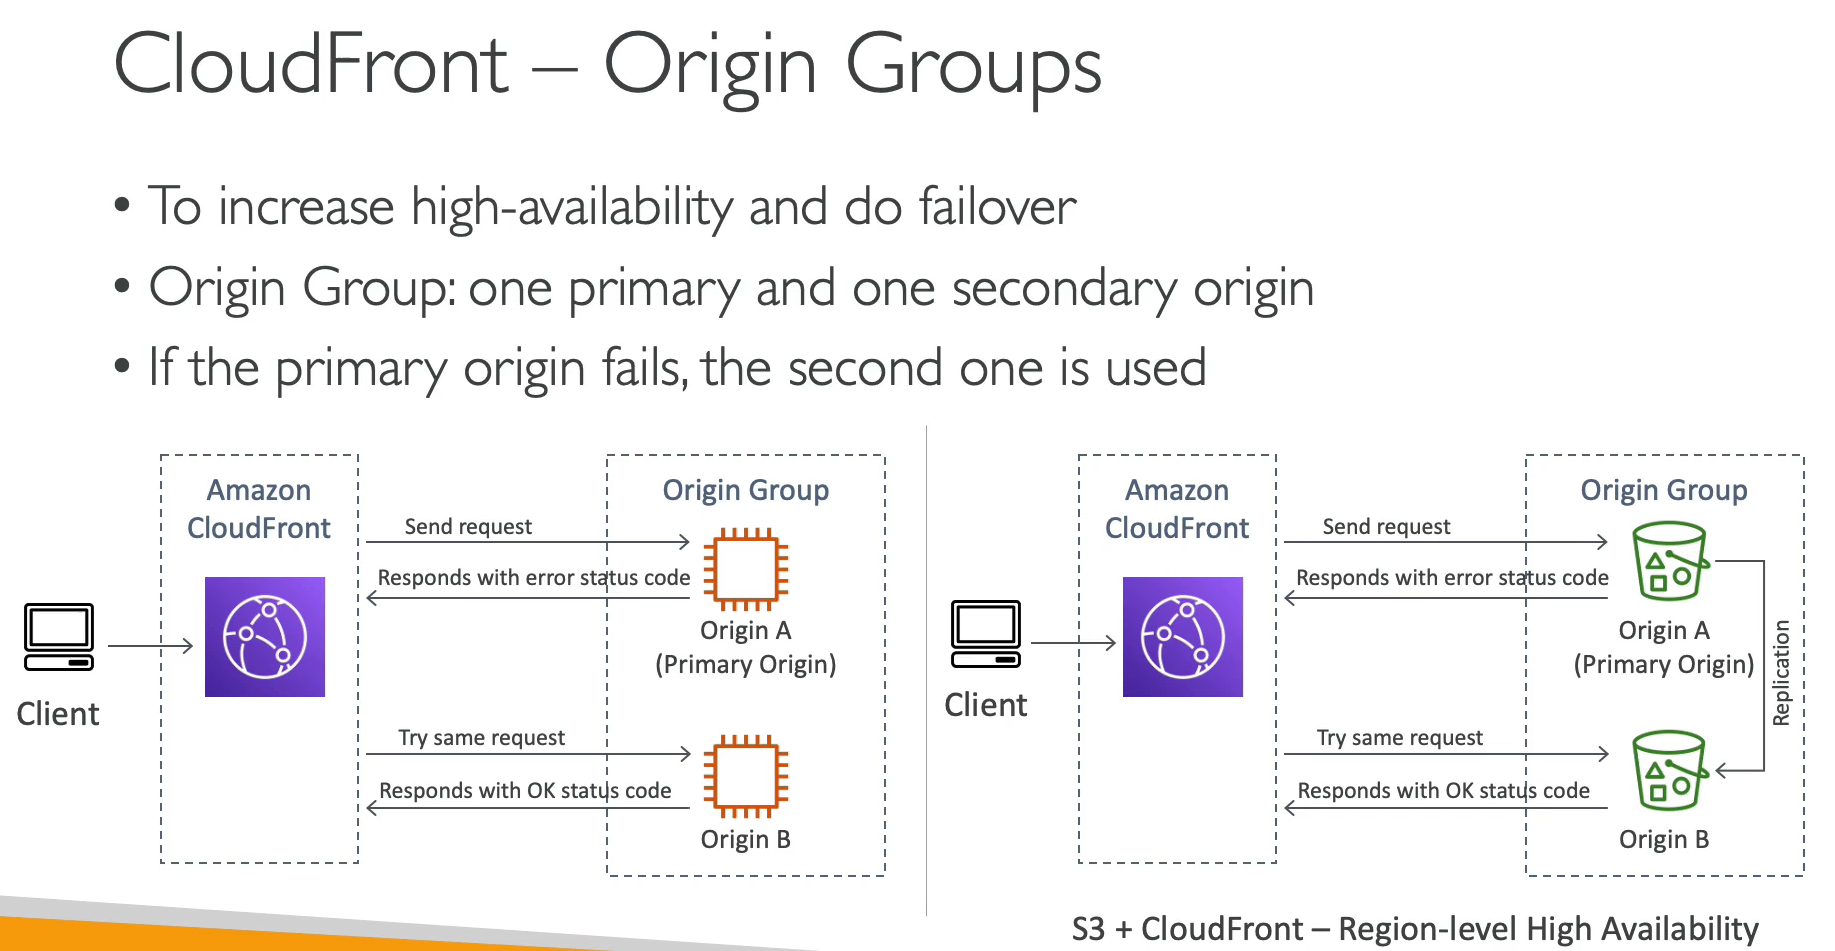 CloudFront – Origin Groups
• To increase high-availability and do failover
• Origin Group: one primary and one secondary origin
• If the primary origin fails, the second one is used
Amazon
CloudFront
Origin Group
Send request
Responds with error status code
Origin A
(Primary Origin)
Client
Try same request
Responds with OK status code
Origin B
Amazon
CloudFront
Origin Group
Send request
Responds with error status code
Origin A
(Primary Origin)
Replication
Client
Try same request
Responds with OK status code
Origin B
S3 + CloudFront – Region-level High Availability